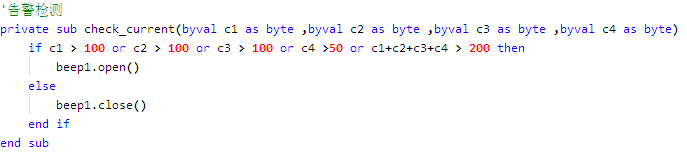 '告警检测
private sub check_current(byval c1 as byte ,byval c2 as byte ,byval c3 as byte ,byval c4 as byte)
if c1 > 100 or c2 > 100 or c3 > 100 or c4 >50 or c1+c2+c3+c4 > 200 then
beep1.open()
else
beep1.close()
end if
end sub